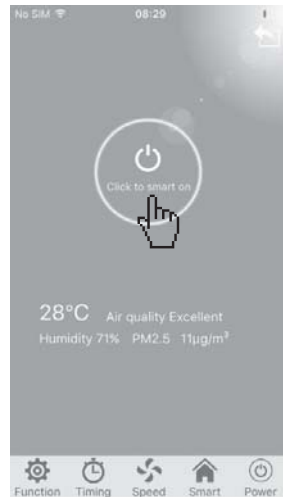 No SIM 08:29
Click to smart on
28°C Air quality Excellent
Humidity 71% PM2.5 11μg/m³
Function Timing Speed Smart Power